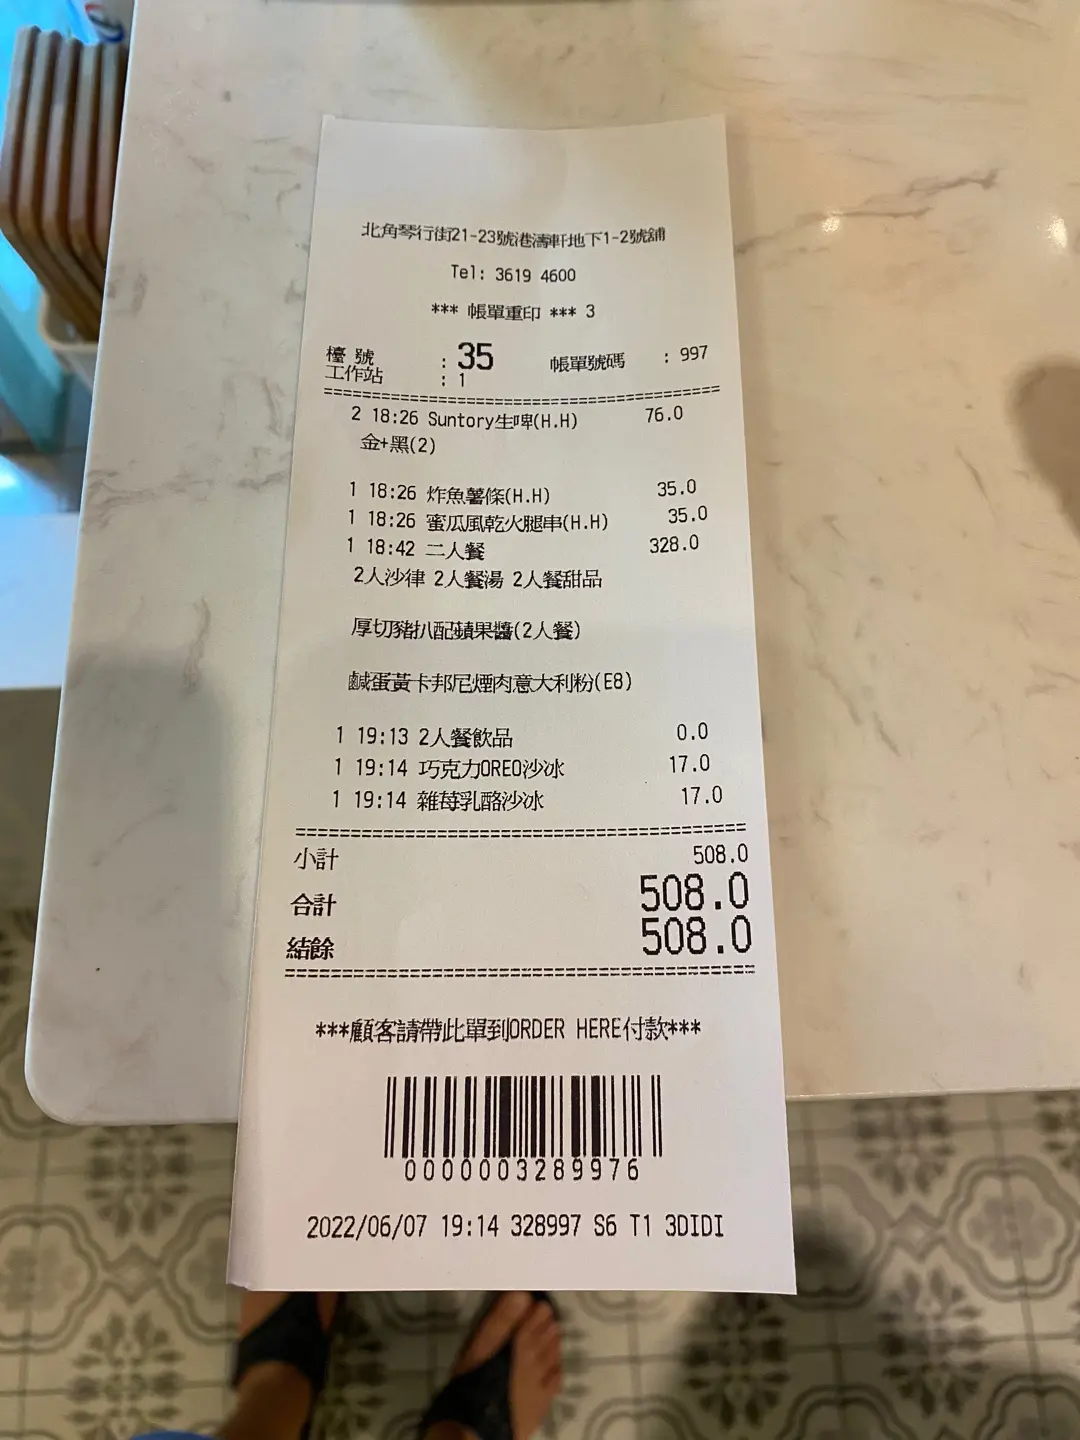 北角琴行街21-23號港濤軒地下1-2號舖
Tel: 3619 4600
*** 帳單重印 *** 3
檯 號 : 35 帳單號碼 : 997
工作站 : 1
2 18:26 Suntory生啤(H.H) 76.0
金+黑(2)
1 18:26 炸魚薯條(H.H) 35.0
1 18:26 蜜瓜風乾火腿串(H.H) 35.0
1 18:42 二人餐 328.0
2人沙律 2人餐湯 2人餐甜品
厚切豬扒配蘋果醬(2人餐)
鹹蛋黃卡邦尼煙肉意大利粉(E8)
1 19:13 2人餐飲品 0.0
1 19:14 巧克力OREO沙冰 17.0
1 19:14 雜莓乳酪沙冰 17.0
小計 508.0
合計 508.0
結餘 508.0
***顧客請帶此單到ORDER HERE付款***
0000003289976
2022/06/07 19:14 328997 S6 T1 3DIDI